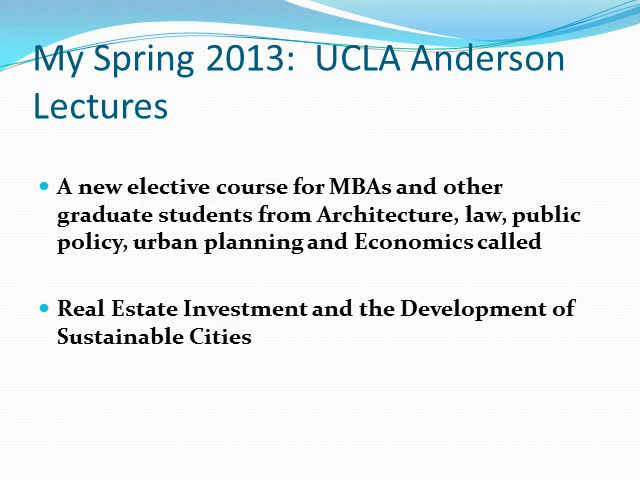 My Spring 2013:  UCLA Anderson
Lectures
• A new elective course for MBAs and other
graduate students from Architecture, law, public
policy, urban planning and Economics called
• Real Estate Investment and the Development of
Sustainable Cities